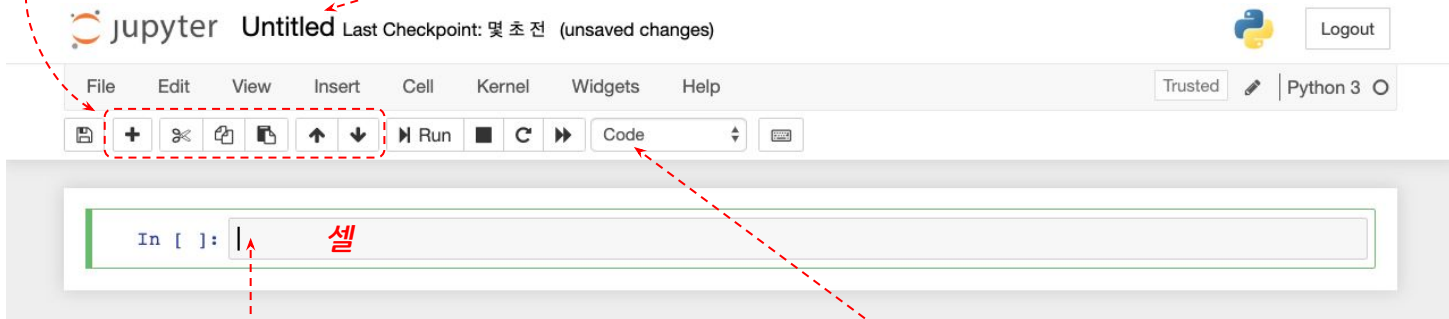 jupyter Untitled Last Checkpoint: 몇 초 전 (unsaved changes) Logout
File Edit View Insert Cell Kernel Widgets Help Trusted Python 3
Run Code
In [ ]: 셀